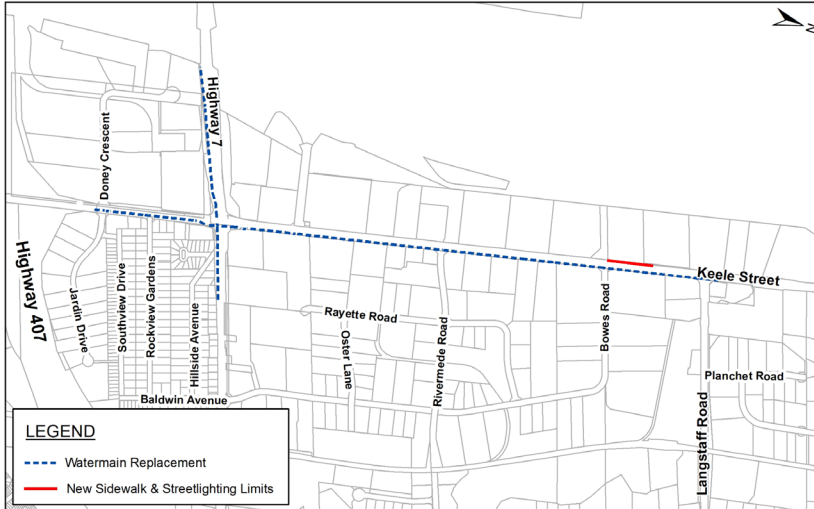 N
Highway 7
Doney Crescent
Highway 407
Jardin Drive
Southview Drive
Rockview Gardens
Hillside Avenue
Baldwin Avenue
Rayette Road
Oster Lane
Rivermede Road
Bowes Road
Keele Street
Planchet Road
Langstaff Road
LEGEND
Watermain Replacement
New Sidewalk & Streetlighting Limits